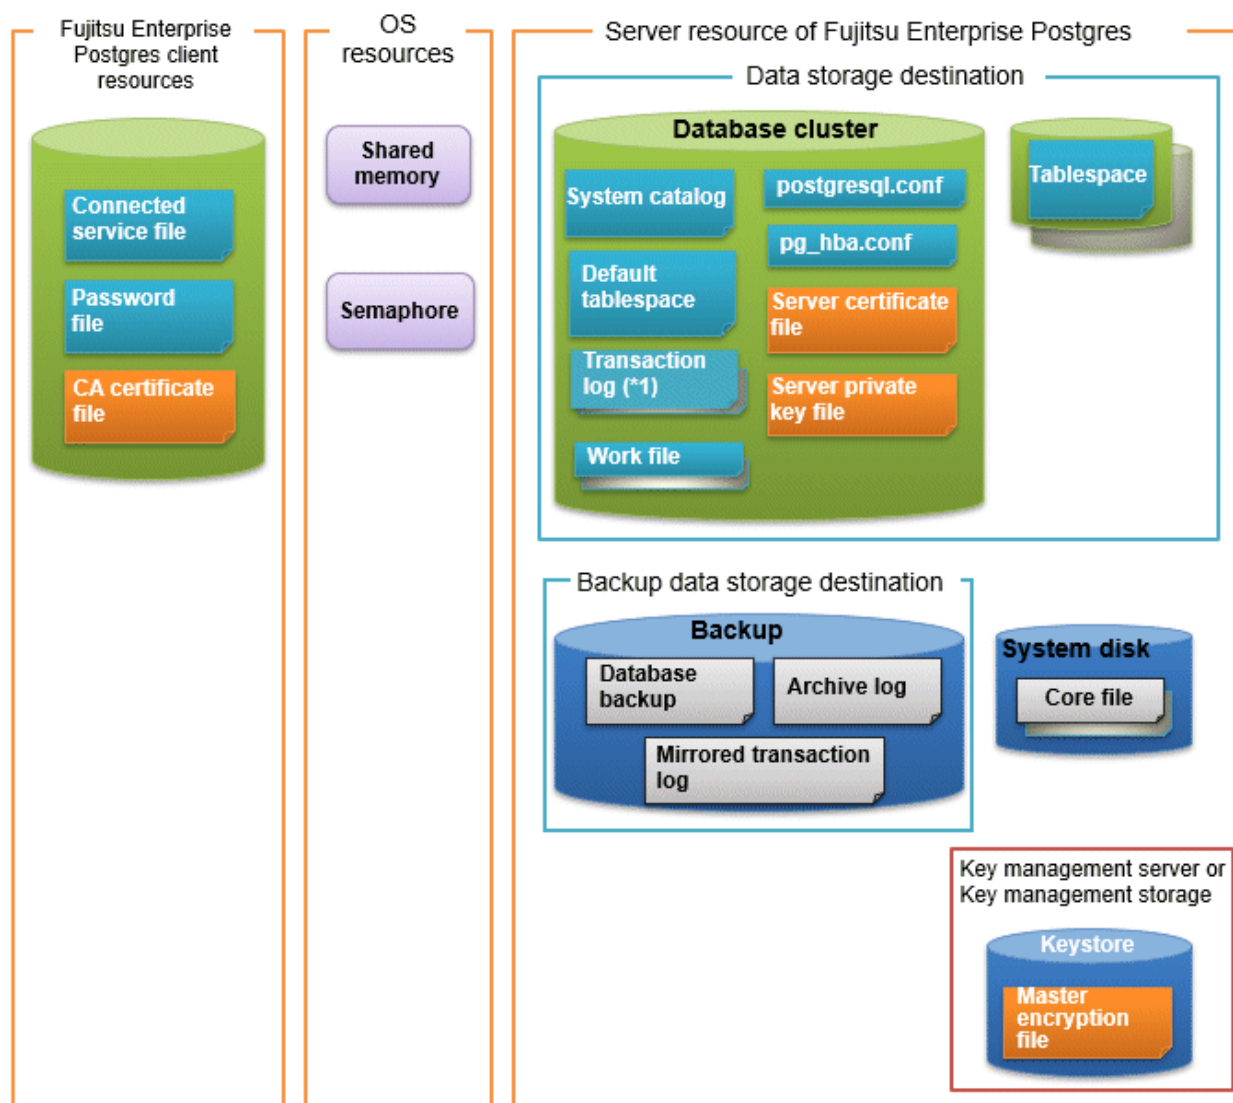 Fujitsu Enterprise
Postgres client
resources
Connected
service file
Password
file
CA certificate
file
OS
resources
Shared
memory
Semaphore
Server resource of Fujitsu Enterprise Postgres
Data storage destination
Database cluster
System catalog
Default
tablespace
Transaction
log (*1)
Work file
postgresql.conf
pg_hba.conf
Server certificate
file
Server private
key file
Tablespace
Backup data storage destination
Backup
Database
backup
Archive log
Mirrored transaction
log
System disk
Core file
Key management server or
Key management storage
Keystore
Master
encryption
file